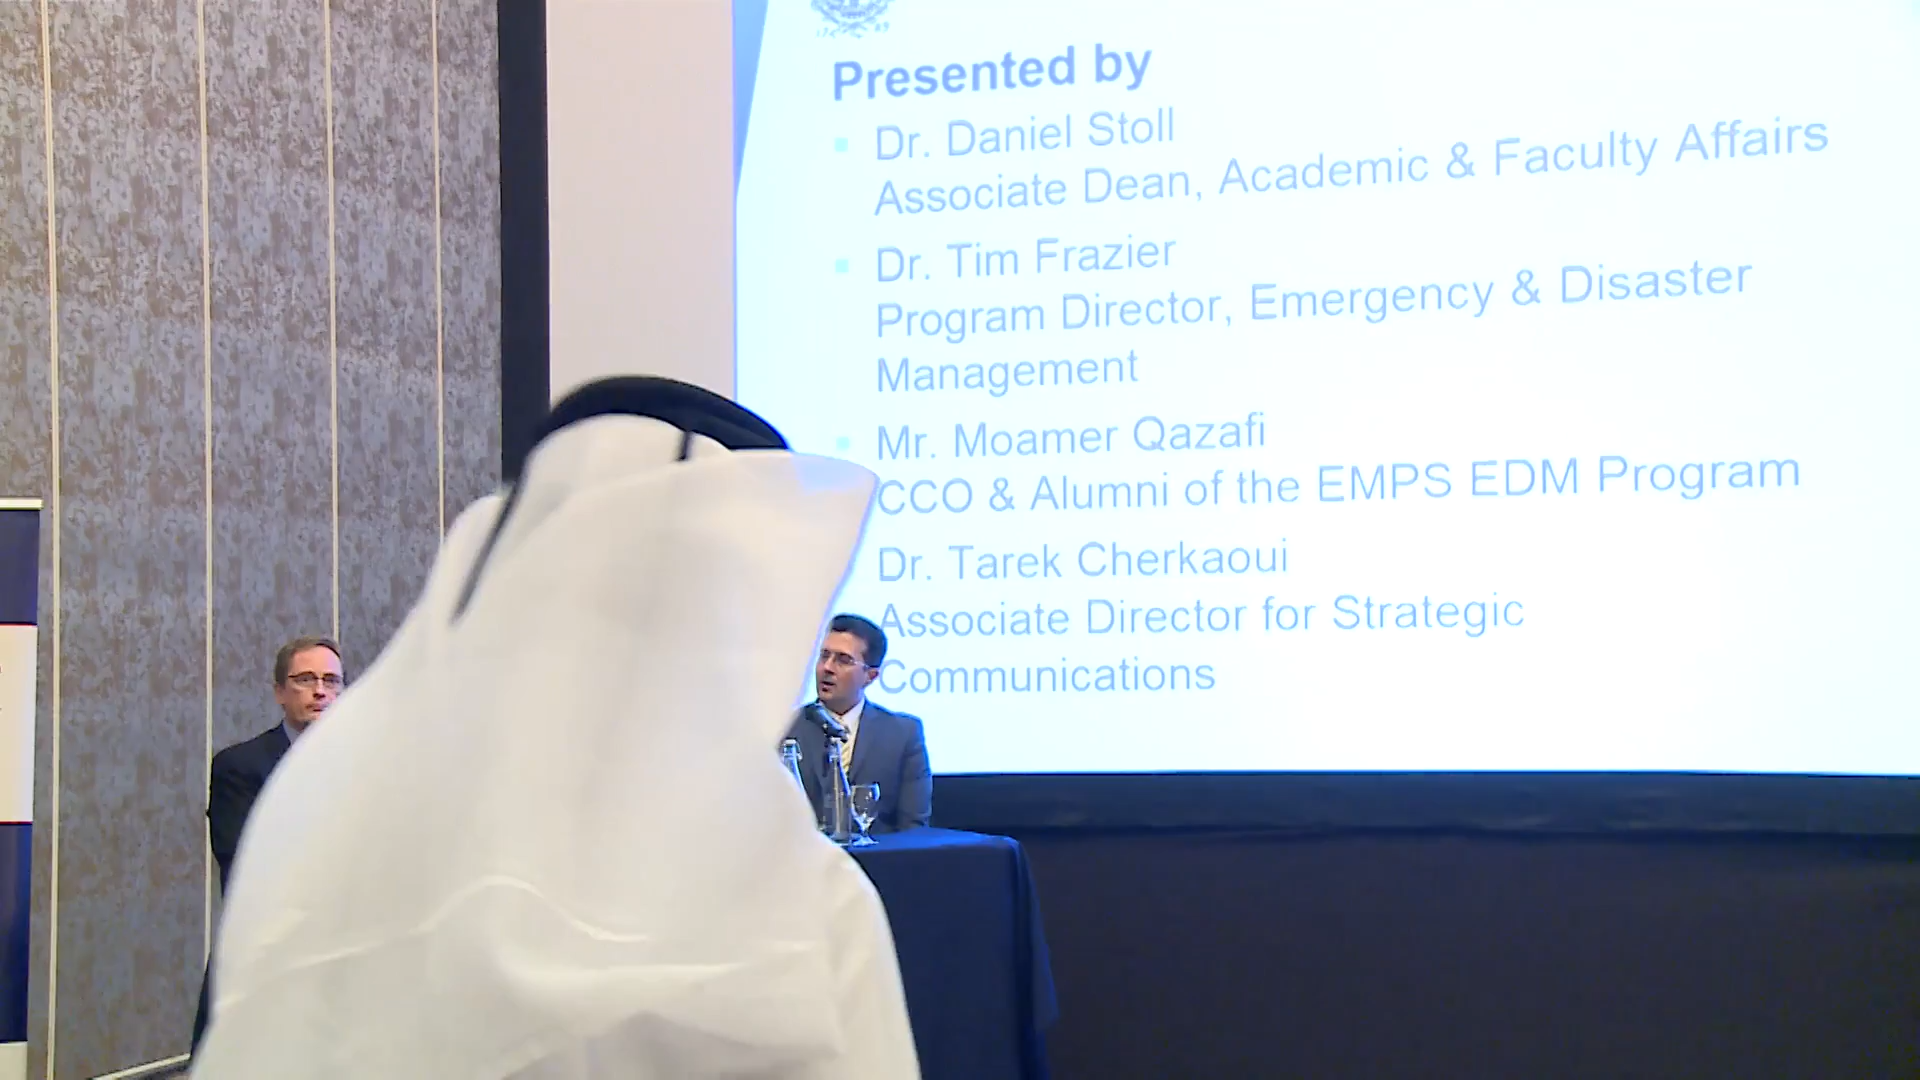 Presented by
Dr. Daniel Stoll
Associate Dean, Academic & Faculty Affairs
Dr. Tim Frazier
Program Director, Emergency & Disaster
Management
Mr. Moamer Qazafi
CCO & Alumni of the EMPS EDM Program
Dr. Tarek Cherkaoui
Associate Director for Strategic
Communications